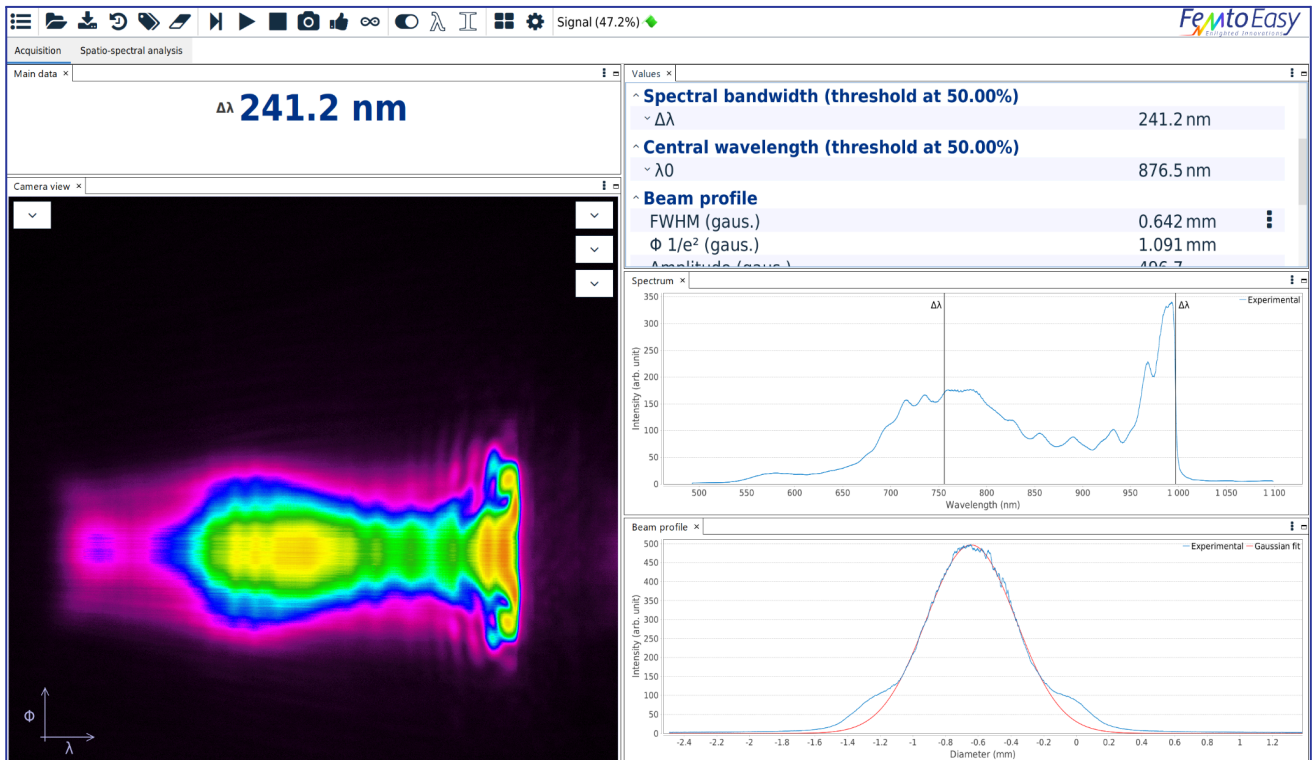 Signal (47.2%)
FemtoEasy
Enlighted Innovations
Acquisition
Spatio-spectral analysis
Main data ×
Δλ 241.2 nm
Camera view ×
Φ
λ
Values ×
Spectral bandwidth (threshold at 50.00%)
Δλ 241.2 nm
Central wavelength (threshold at 50.00%)
λ0 876.5 nm
Beam profile
FWHM (gaus.) 0.642 mm
Φ 1/e² (gaus.) 1.091 mm
Amplitude (gaus.) 496.7
Spectrum ×
Δλ
Δλ
Experimental
Intensity (arb. unit)
350
300
250
200
150
100
50
0
500 550 600 650 700 750 800 850 900 950 1 000 1 050 1 100
Wavelength (nm)
Beam profile ×
Experimental Gaussian fit
Intensity (arb. unit)
500
450
400
350
300
250
200
150
100
50
0
-2.4 -2.2 -2 -1.8 -1.6 -1.4 -1.2 -1 -0.8 -0.6 -0.4 -0.2 0 0.2 0.4 0.6 0.8 1 1.2
Diameter (mm)